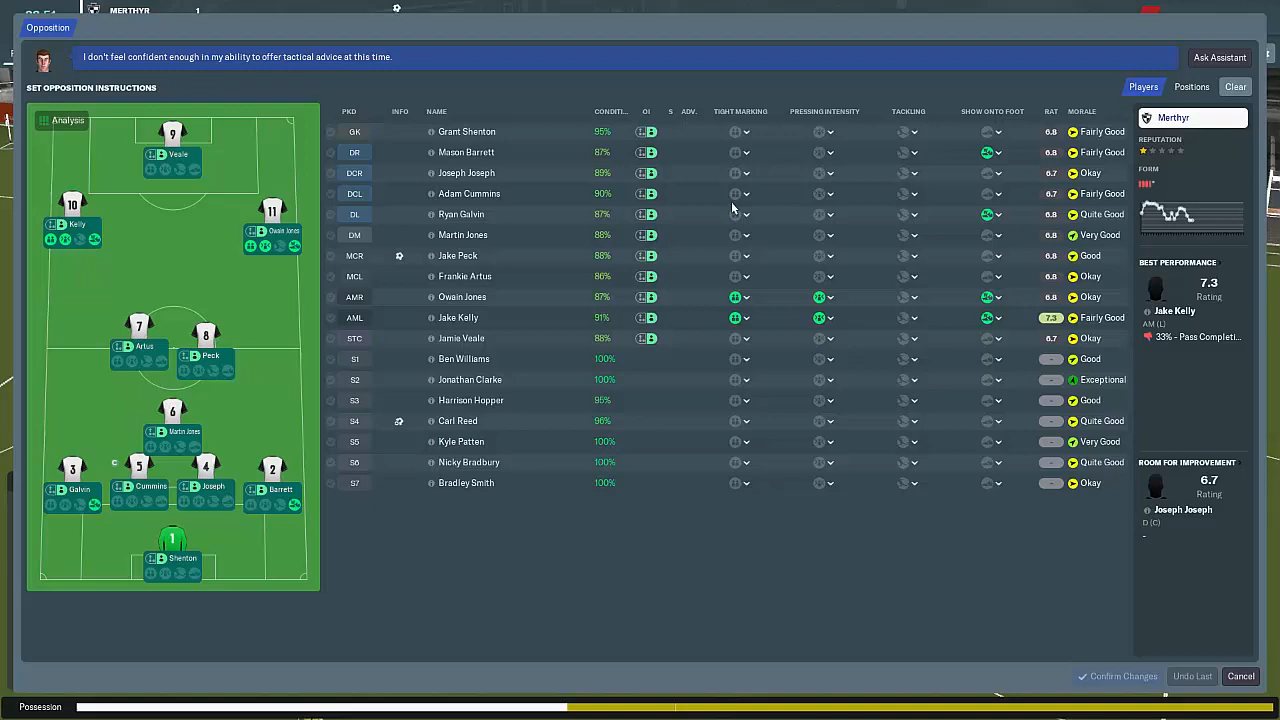 MERTHYR 1
Opposition
I don't feel confident enough in my ability to offer tactical advice at this time.
Ask Assistant
SET OPPOSITION INSTRUCTIONS
Players Positions Clear
Analysis
9
Veale
10
Kelly
11
Owain Jones
7
Artus
8
Peck
6
Martin Jones
3
Galvin
C
5
Cummins
4
Joseph
2
Barrett
1
Shenton
PKD INFO NAME CONDITI... OI S ADV. TIGHT MARKING PRESSING INTENSITY TACKLING SHOW ONTO FOOT RAT MORALE
GK Grant Shenton 95% 6.8 Fairly Good
DR Mason Barrett 87% 6.8 Fairly Good
DCR Joseph Joseph 89% 6.7 Okay
DCL Adam Cummins 90% 6.7 Fairly Good
DL Ryan Galvin 87% 6.8 Quite Good
DM Martin Jones 88% 6.8 Very Good
MCR Jake Peck 88% 6.8 Good
MCL Frankie Artus 86% 6.8 Okay
AMR Owain Jones 87% 6.8 Okay
AML Jake Kelly 91% 7.3 Fairly Good
STC Jamie Veale 88% 6.7 Okay
S1 Ben Williams 100% - Good
S2 Jonathan Clarke 100% - Exceptional
S3 Harrison Hopper 95% - Good
S4 Carl Reed 96% - Quite Good
S5 Kyle Patten 100% - Very Good
S6 Nicky Bradbury 100% - Quite Good
S7 Bradley Smith 100% - Okay
Merthyr
REPUTATION
FORM
BEST PERFORMANCE
7.3
Rating
Jake Kelly
AM (L)
33% - Pass Completi...
ROOM FOR IMPROVEMENT
6.7
Rating
Joseph Joseph
D (C)
-
Confirm Changes Undo Last Cancel
Possession